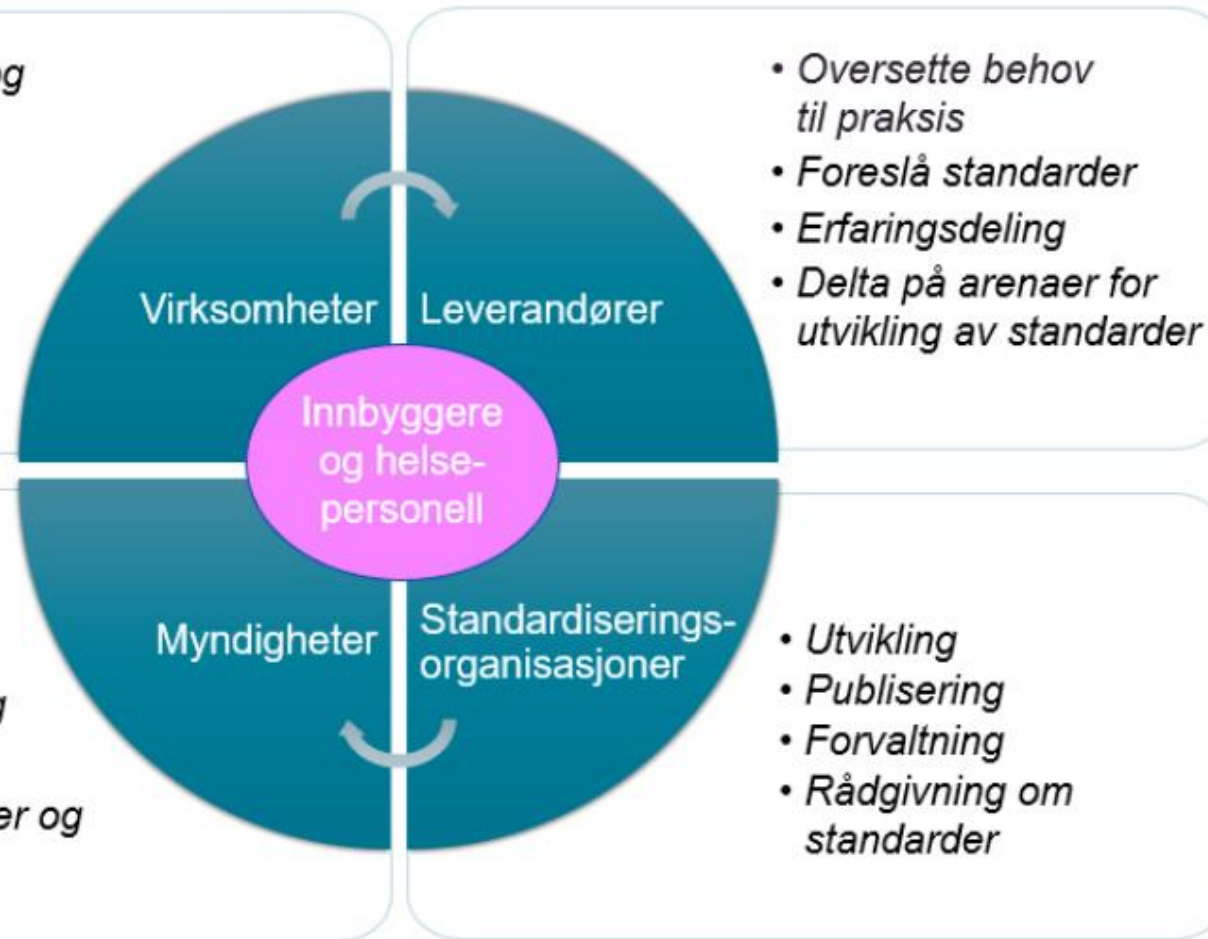 og
• Oversette behov
til praksis
• Foreslå standarder
• Erfaringsdeling
• Delta på arenaer for
utvikling av standarder
Virksomheter
Leverandører
Innbyggere
og helse-
personell
Myndigheter
Standardiserings-
organisasjoner
er og
• Utvikling
• Publisering
• Forvaltning
• Rådgivning om
standarder